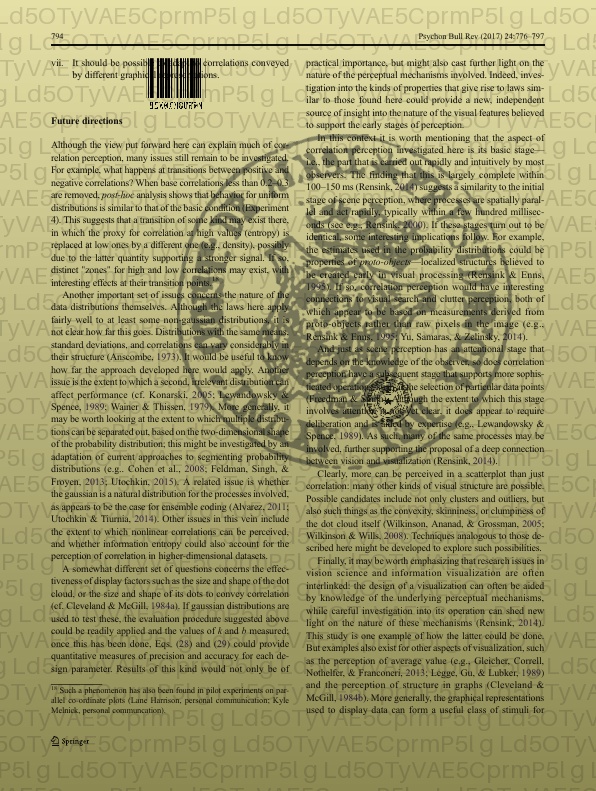 794
Psychon Bull Rev (2017) 24:776–797
vii. It should be correlations conveyed
by different
Future directions
Although the view put forward here can explain much of cor-
relation perception, many issues still remain to be investigated.
For example, what happens at transitions between positive and
negative correlations? When base correlations less than 0.2–0.3
are removed, post-hoc analysis shows that behavior for uniform
distributions is similar to that of the basic condition (Experiment
4). This suggests that a transition of some kind may exist there,
in which the proxy for correlation at high values (entropy) is
replaced at low ones by a different one (e.g., density), possibly
due to the latter quantity supporting a stronger signal. If so,
distinct "zones" for high and low correlations may exist, with
interesting effects at their transition points.
Another important set of issues concerns the nature of the
data distributions themselves. Although the laws here apply
fairly well to at least some non-gaussian distributions, it is
not clear how far this goes. Distributions with the same means,
standard deviations, and correlations can vary considerably in
their structure (Anscombe, 1973). It would be useful to know
how far the approach developed here would apply. Another
issue is the extent to which a second, irrelevant distribution can
affect performance (cf. Konarski, 2005; Lewandowsky &
Spence, 1989; Wainer & Thissen, 1979). More generally, it
may be worth looking at the extent to which multiple distribu-
tions can be separated out, based on the two-dimensional shape
of the probability distribution; this might be investigated by an
adaptation of current approaches to segmenting probability
distributions (e.g., Cohen et al., 2008; Feldman, Singh, &
Froyen, 2013; Utochkin, 2015). A related issue is whether
the gaussian is a natural distribution for the processes involved,
as appears to be the case for ensemble coding (Alvarez, 2011;
Utochkin & Tiurina, 2014). Other issues in this vein include
the extent to which nonlinear correlations can be perceived,
and whether information entropy could also account for the
perception of correlation in higher-dimensional datasets.
A somewhat different set of questions concerns the effec-
tiveness of display factors such as the size and shape of the dot
cloud, or the size and shape of its dots to convey correlation
(cf. Cleveland & McGill, 1984a). If gaussian distributions are
used to test these, the evaluation procedure suggested above
could be readily applied and the values of k and b measured;
once this has been done, Eqs. (28) and (29) could provide
quantitative measures of precision and accuracy for each de-
sign parameter. Results of this kind would not only be of
Such a phenomenon has also been found in pilot experiments on par-
allel co-ordinate plots (Lane Harrison, personal communication; Kyle
Melnick, personal communication).
practical importance, but might also cast further light on the
nature of the perceptual mechanisms involved. Indeed, inves-
tigation into the kinds of properties that give rise to laws sim-
ilar to those found here could provide a new, independent
source of insight into the nature of the visual features believed
to support the early stages of perception.
In this context it is worth mentioning that the aspect of
correlation perception investigated here is its basic stage—
i.e., the part that is carried out rapidly and intuitively by most
observers. The finding that this is largely complete within
100–150 ms (Rensink, 2014) suggests a similarity to the initial
stage of scene perception, where processes are spatially paral-
lel and act rapidly, typically within a few hundred millisec-
onds (see e.g., Rensink, 2000). If these stages turn out to be
identical, some interesting implications follow. For example,
the estimates used in the probability distributions could be
properties of proto-objects—localized structures believed to
be created early in visual processing (Rensink & Enns,
1995). If so, correlation perception would have interesting
connections to visual search and clutter perception, both of
which appear to be based on measurements derived from
proto-objects rather than raw pixels in the image (e.g.,
Rensink & Enns, 1995; Yu, Samaras, & Zelinsky, 2014).
And just as scene perception has an attentional stage that
depends on the knowledge of the observer, so does correlation
perception have a subsequent stage that supports more sophis-
ticated the selection of particular data points
(Freedman & Although the extent to which this stage
involves clear, it does appear to require
deliberation and is aided by expertise (e.g., Lewandowsky &
Spence, 1989). As such, many of the same processes may be
involved, further supporting the proposal of a deep connection
between vision and visualization (Rensink, 2014).
Clearly, more can be perceived in a scatterplot than just
correlation: many other kinds of visual structure are possible.
Possible candidates include not only clusters and outliers, but
also such things as the convexity, skinniness, or clumpiness of
the dot cloud itself (Wilkinson, Ananad, & Grossman, 2005;
Wilkinson & Wills, 2008). Techniques analogous to those de-
scribed here might be developed to explore such possibilities.
Finally, it may be worth emphasizing that research issues in
vision science and information visualization are often
interlinked: the design of a visualization can often be aided
by knowledge of the underlying perceptual mechanisms,
while careful investigation into its operation can shed new
light on the nature of these mechanisms (Rensink, 2014).
This study is one example of how the latter could be done.
But examples also exist for other aspects of visualization, such
as the perception of average value (e.g., Gleicher, Correll,
Nothelfer, & Franconeri, 2013; Legge, Gu, & Lubker, 1989)
and the perception of structure in graphs (Cleveland &
McGill, 1984b). More generally, the graphical representations
used to display data can form a useful class of stimuli for
Springer